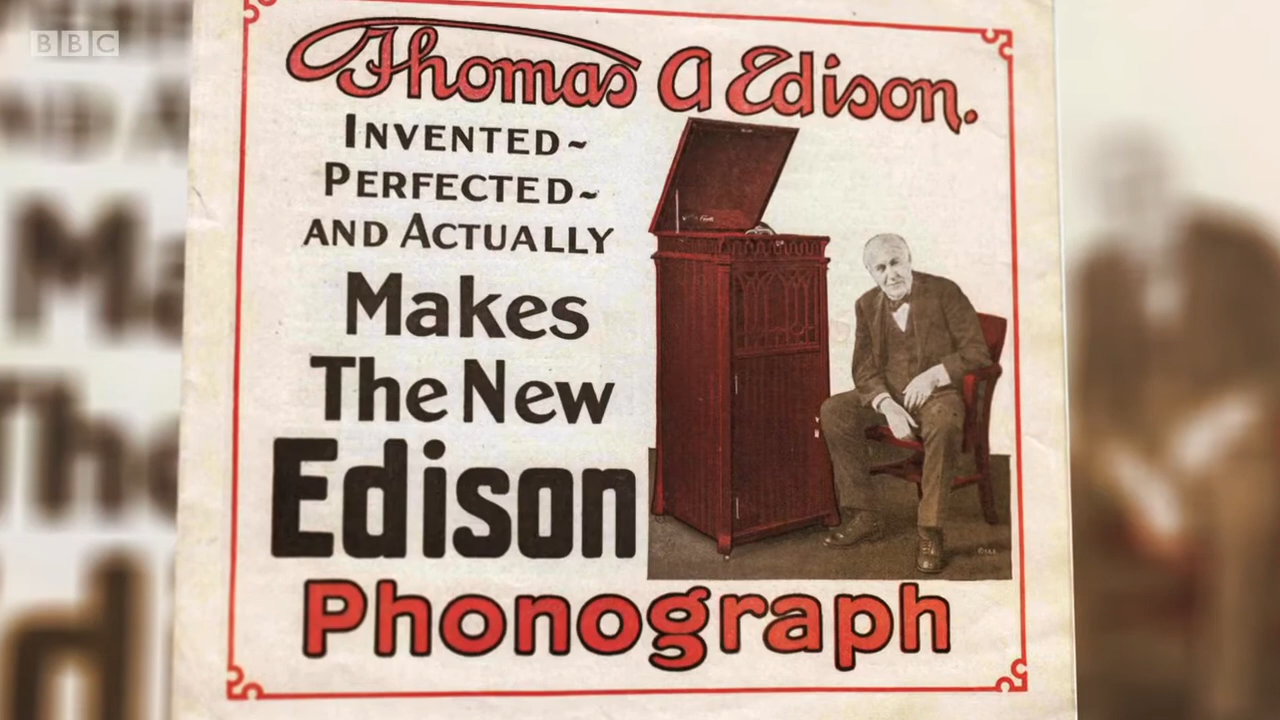 BBC
Thomas A Edison.
INVENTED~
PERFECTED~
AND ACTUALLY
Makes
The New
Edison
Phonograph